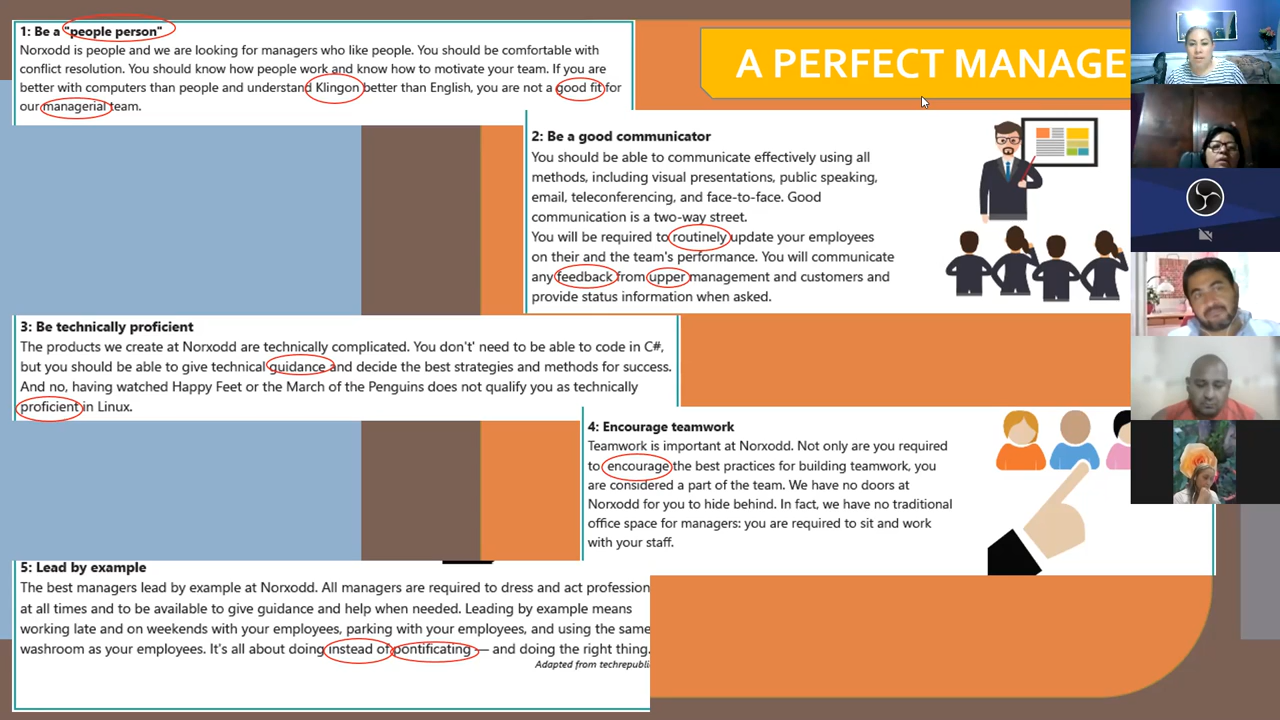 A PERFECT MANAGE
1: Be a "people person"
Norxodd is people and we are looking for managers who like people. You should be comfortable with
conflict resolution. You should know how people work and know how to motivate your team. If you are
better with computers than people and understand Klingon better than English, you are not a good fit for
our managerial team.
2: Be a good communicator
You should be able to communicate effectively using all
methods, including visual presentations, public speaking,
email, teleconferencing, and face-to-face. Good
communication is a two-way street.
You will be required to routinely update your employees
on their and the team's performance. You will communicate
any feedback from upper management and customers and
provide status information when asked.
3: Be technically proficient
The products we create at Norxodd are technically complicated. You don't' need to be able to code in C#,
but you should be able to give technical guidance and decide the best strategies and methods for success.
And no, having watched Happy Feet or the March of the Penguins does not qualify you as technically
proficient in Linux.
4: Encourage teamwork
Teamwork is important at Norxodd. Not only are you required
to encourage the best practices for building teamwork, you
are considered a part of the team. We have no doors at
Norxodd for you to hide behind. In fact, we have no traditional
office space for managers: you are required to sit and work
with your staff.
5: Lead by example
The best managers lead by example at Norxodd. All managers are required to dress and act profession
at all times and to be available to give guidance and help when needed. Leading by example means
working late and on weekends with your employees, parking with your employees, and using the same
washroom as your employees. It's all about doing instead of pontificating — and doing the right thing.
Adapted from techrepubli